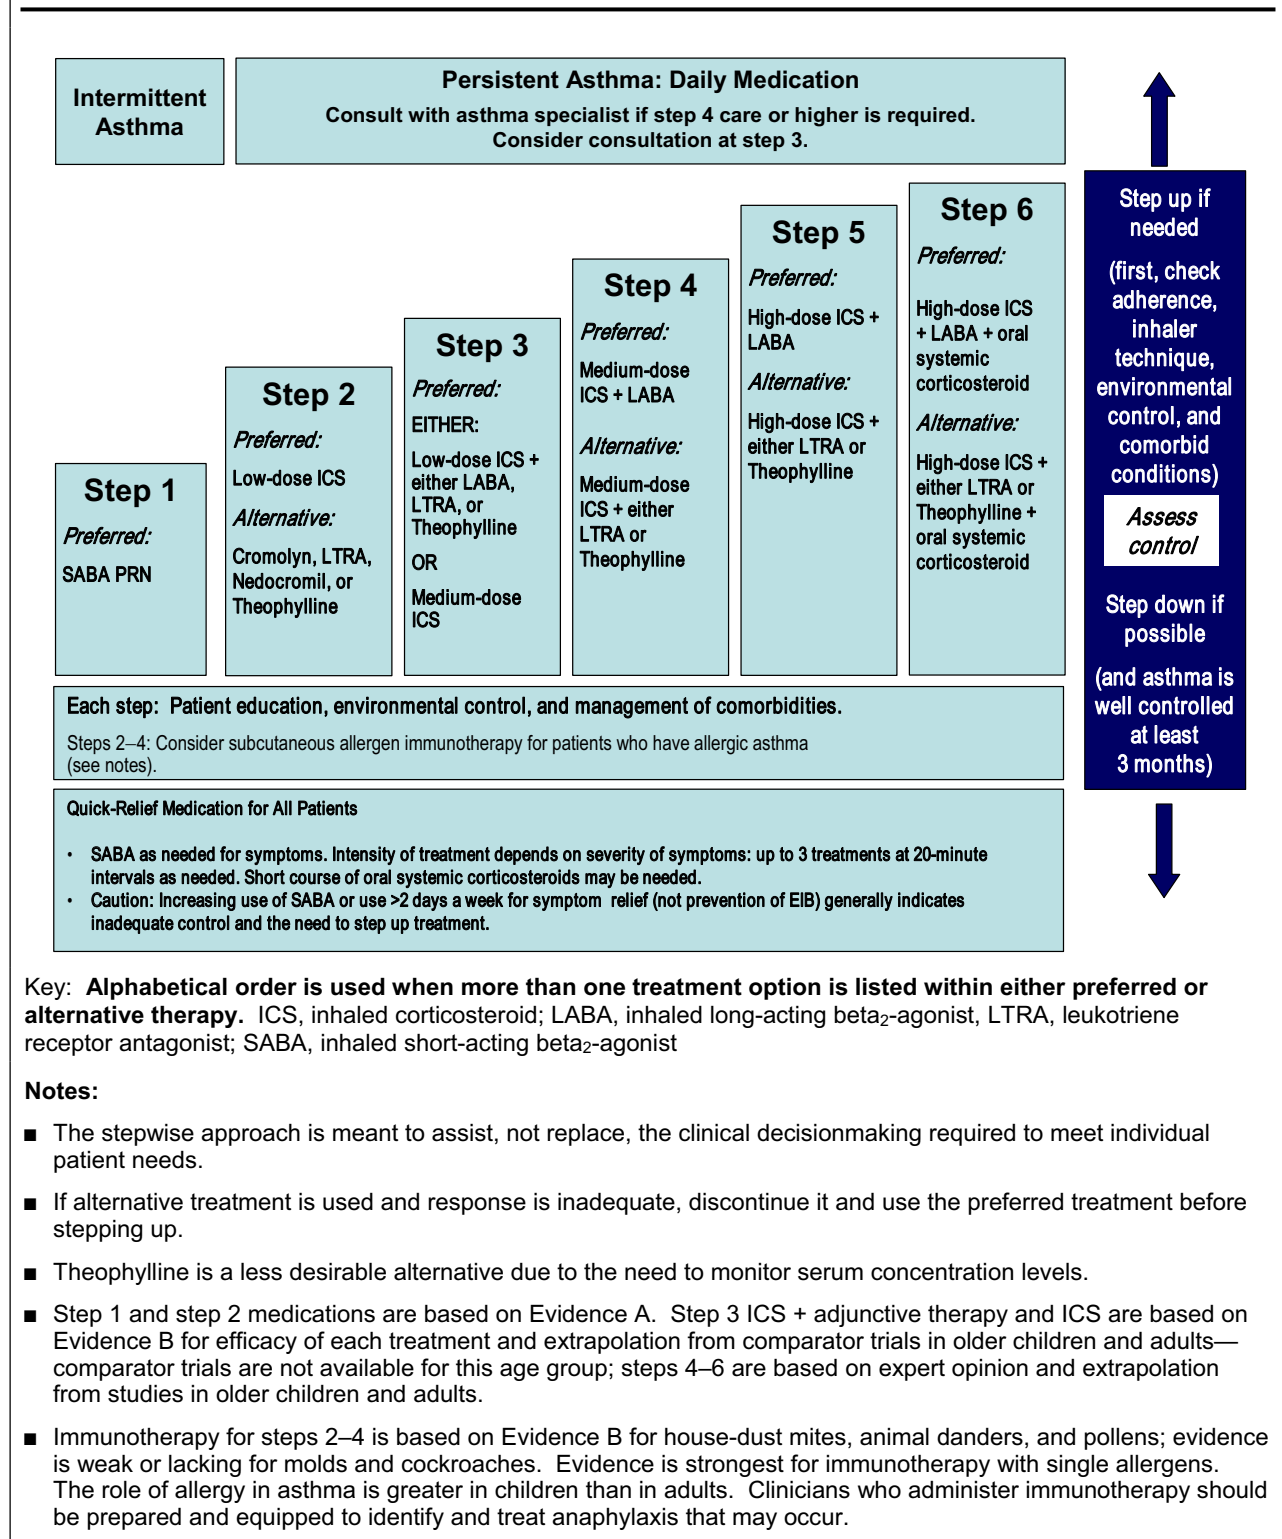 Intermittent
Asthma
Persistent Asthma: Daily Medication
Consult with asthma specialist if step 4 care or higher is required.
Consider consultation at step 3.
Step 1
Preferred:
SABA PRN
Step 2
Preferred:
Low-dose ICS
Alternative:
Cromolyn, LTRA,
Nedocromil, or
Theophylline
Step 3
Preferred:
EITHER:
Low-dose ICS +
either LABA,
LTRA, or
Theophylline
OR
Medium-dose
ICS
Step 4
Preferred:
Medium-dose
ICS + LABA
Alternative:
Medium-dose
ICS + either
LTRA or
Theophylline
Step 5
Preferred:
High-dose ICS +
LABA
Alternative:
High-dose ICS +
either LTRA or
Theophylline
Step 6
Preferred:
High-dose ICS
+ LABA + oral
systemic
corticosteroid
Alternative:
High-dose ICS +
either LTRA or
Theophylline +
oral systemic
corticosteroid
Step up if
needed
(first, check
adherence,
inhaler
technique,
environmental
control, and
comorbid
conditions)
Assess
control
Step down if
possible
(and asthma is
well controlled
at least
3 months)
Each step: Patient education, environmental control, and management of comorbidities.
Steps 2–4: Consider subcutaneous allergen immunotherapy for patients who have allergic asthma
(see notes).
Quick-Relief Medication for All Patients
• SABA as needed for symptoms. Intensity of treatment depends on severity of symptoms: up to 3 treatments at 20-minute
intervals as needed. Short course of oral systemic corticosteroids may be needed.
• Caution: Increasing use of SABA or use >2 days a week for symptom relief (not prevention of EIB) generally indicates
inadequate control and the need to step up treatment.
Key: Alphabetical order is used when more than one treatment option is listed within either preferred or
alternative therapy. ICS, inhaled corticosteroid; LABA, inhaled long-acting beta₂-agonist, LTRA, leukotriene
receptor antagonist; SABA, inhaled short-acting beta₂-agonist
Notes:
■ The stepwise approach is meant to assist, not replace, the clinical decisionmaking required to meet individual
patient needs.
■ If alternative treatment is used and response is inadequate, discontinue it and use the preferred treatment before
stepping up.
■ Theophylline is a less desirable alternative due to the need to monitor serum concentration levels.
■ Step 1 and step 2 medications are based on Evidence A. Step 3 ICS + adjunctive therapy and ICS are based on
Evidence B for efficacy of each treatment and extrapolation from comparator trials in older children and adults—
comparator trials are not available for this age group; steps 4–6 are based on expert opinion and extrapolation
from studies in older children and adults.
■ Immunotherapy for steps 2–4 is based on Evidence B for house-dust mites, animal danders, and pollens; evidence
is weak or lacking for molds and cockroaches. Evidence is strongest for immunotherapy with single allergens.
The role of allergy in asthma is greater in children than in adults. Clinicians who administer immunotherapy should
be prepared and equipped to identify and treat anaphylaxis that may occur.